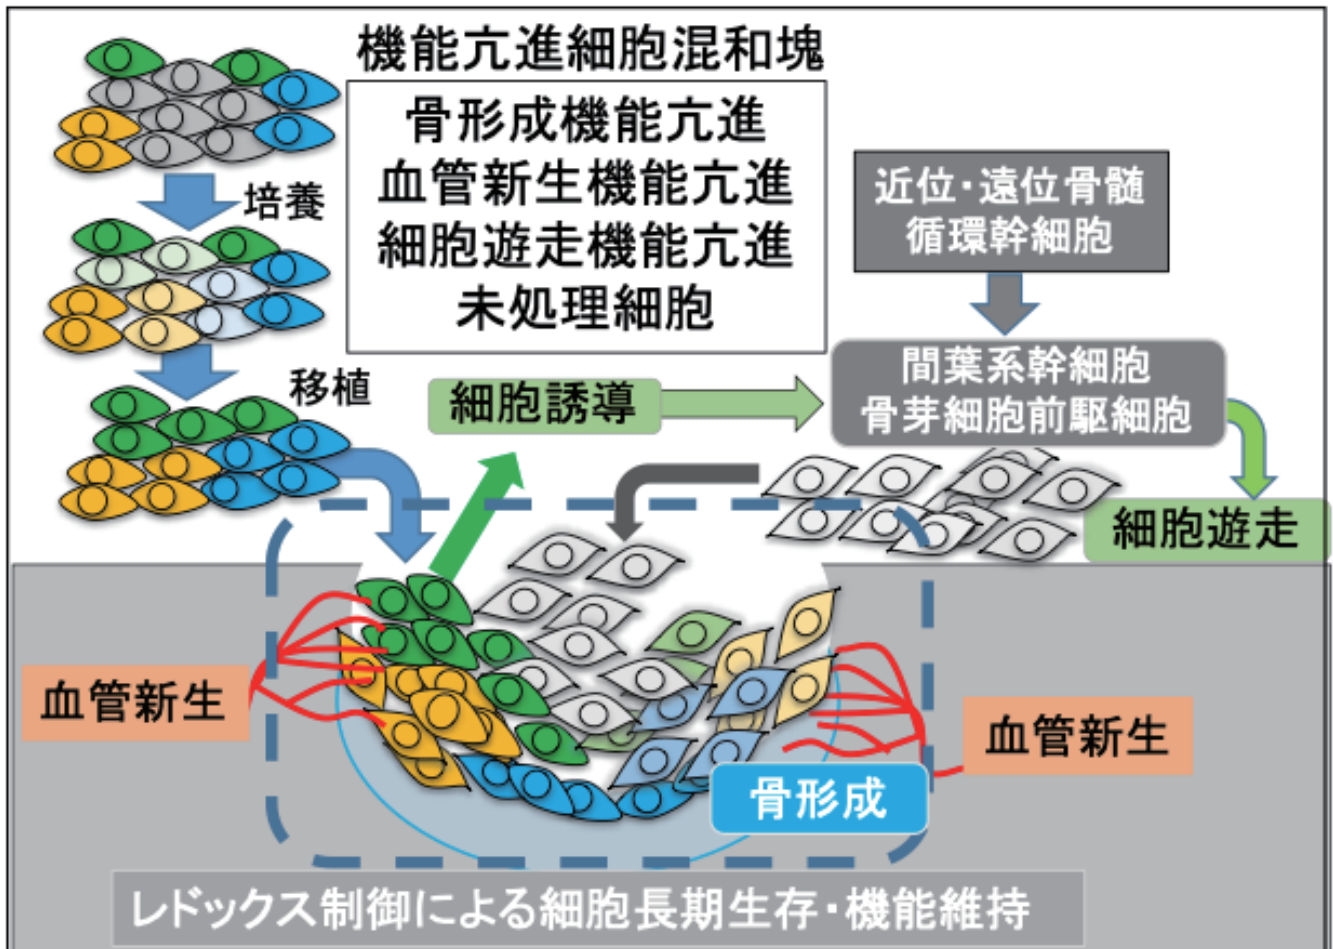 機能亢進細胞混和塊
骨形成機能亢進
血管新生機能亢進
細胞遊走機能亢進
未処理細胞
培養
移植
近位・遠位骨髄
循環幹細胞
間葉系幹細胞
骨芽細胞前駆細胞
細胞誘導
細胞遊走
血管新生
血管新生
骨形成
レドックス制御による細胞長期生存・機能維持